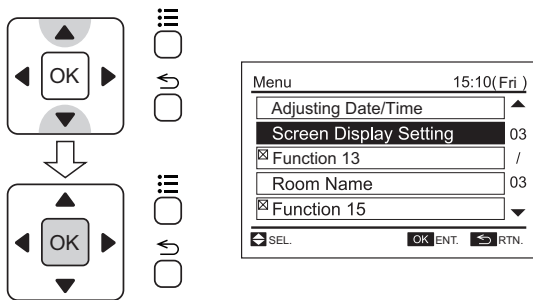 OK
OK
Menu 15:10(Fri )
Adjusting Date/Time
Screen Display Setting 03
Function 13 /
Room Name 03
Function 15
SEL. OK ENT. RTN.